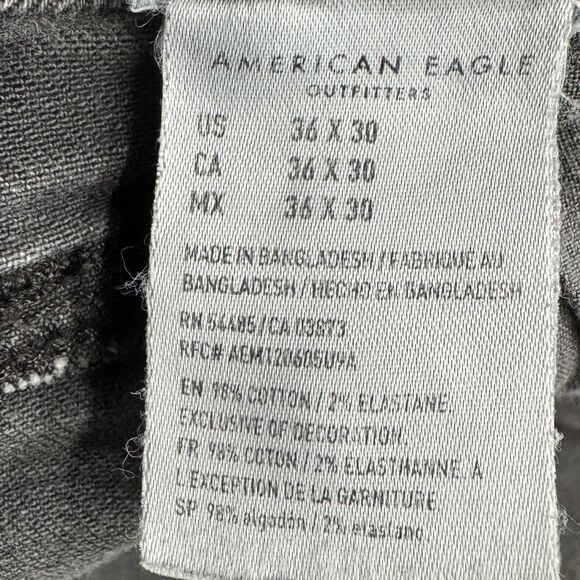 AMERICAN EAGLE
OUTFITTERS
US 36 X 30
CA 36 X 30
MX 36 X 30
MADE IN BANGLADESH / FABRIQUE AU
BANGLADESH / HECHO EN BANGLADESH
RN 54485 / CA 03873
RFC# AEM120605U9A
EN 98% COTTON / 2% ELASTANE.
EXCLUSIVE OF DECORATION.
FR 98% COTON / 2% ELASTHANNE. À
L'EXCEPTION DE LA GARNITURE
SP 98% algodón / 2% elastano